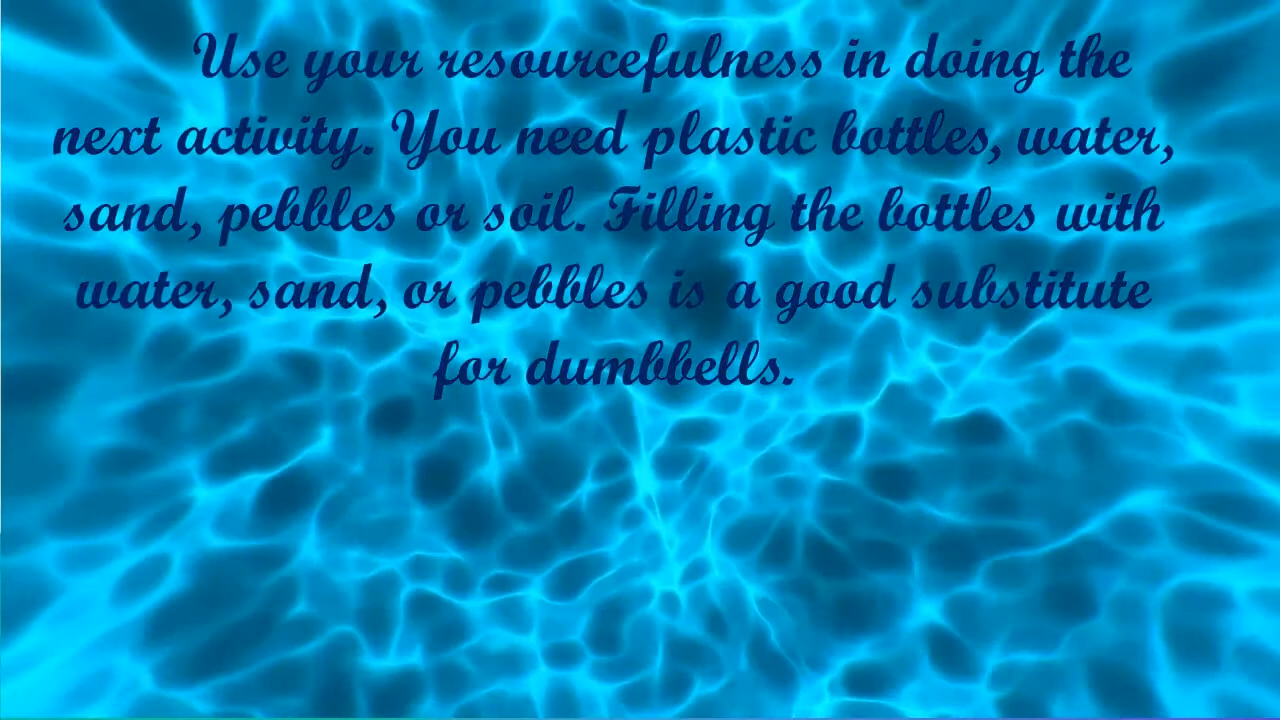 Use your resourcefulness in doing the
next activity. You need plastic bottles, water,
sand, pebbles or soil. Filling the bottles with
water, sand, or pebbles is a good substitute
for dumbbells.